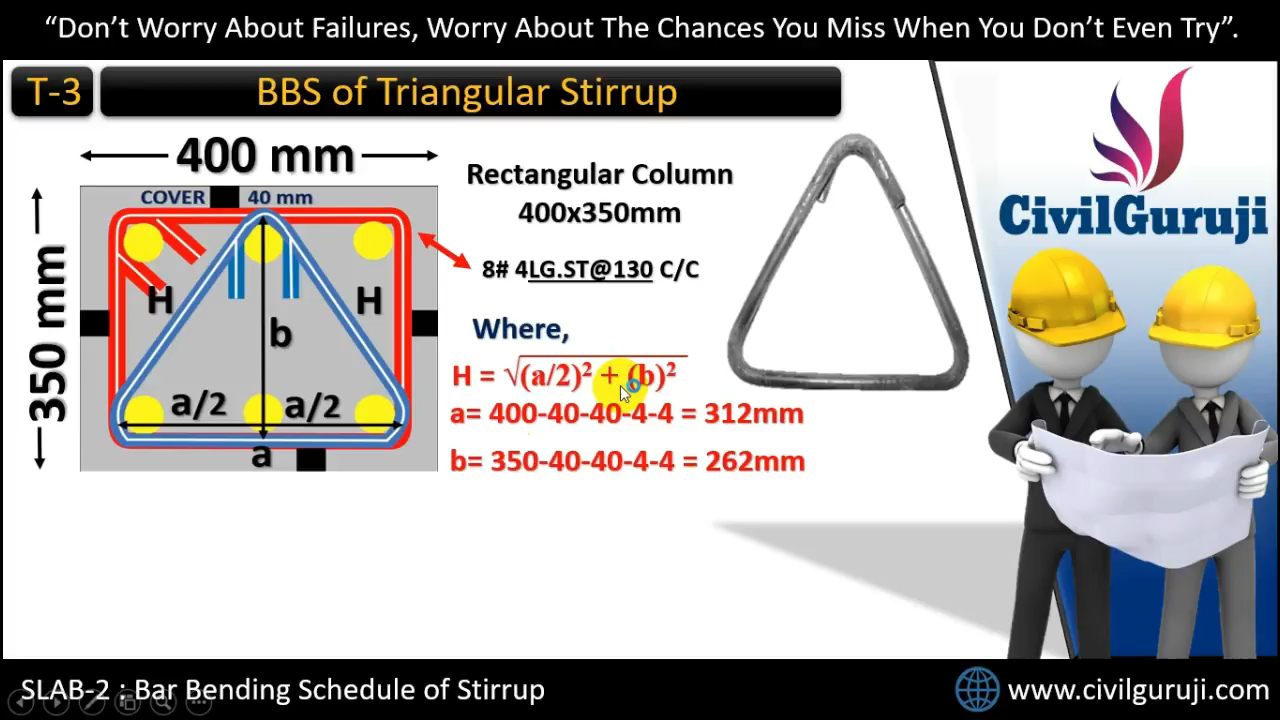 “Don’t Worry About Failures, Worry About The Chances You Miss When You Don’t Even Try”.
T-3
BBS of Triangular Stirrup
400 mm
350 mm
COVER 40 mm
H
H
b
a/2 a/2
a
Rectangular Column
400x350mm
8# 4LG.ST@130 C/C
Where,
H = √(a/2)² + (b)²
a= 400-40-40-4-4 = 312mm
b= 350-40-40-4-4 = 262mm
CivilGuruji
SLAB-2 : Bar Bending Schedule of Stirrup
www.civilguruji.com